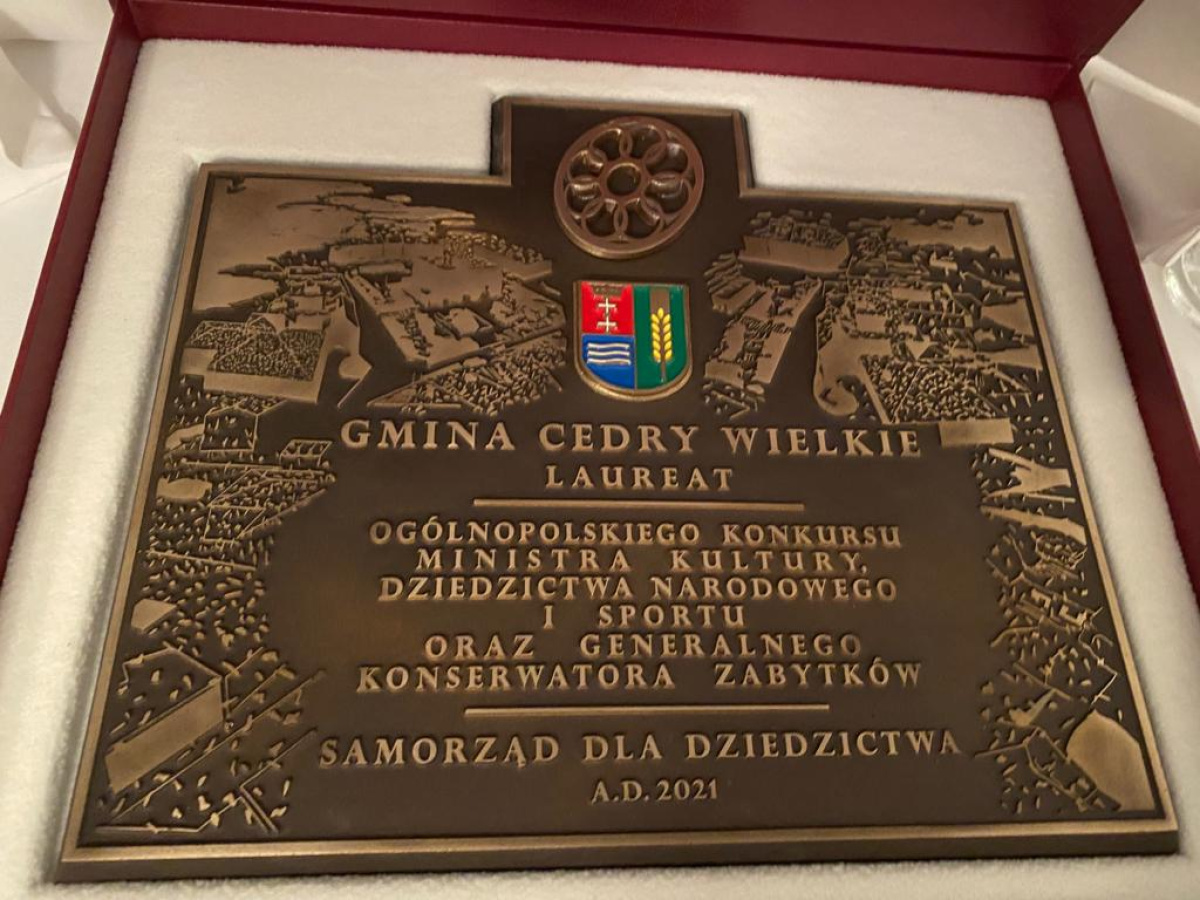 GMINA CEDRY WIELKIE
LAUREAT
OGÓLNOPOLSKIEGO KONKURSU
MINISTRA KULTURY,
DZIEDZICTWA NARODOWEGO
I SPORTU
ORAZ GENERALNEGO
KONSERWATORA ZABYTKÓW
SAMORZĄD DLA DZIEDZICTWA
A.D. 2021